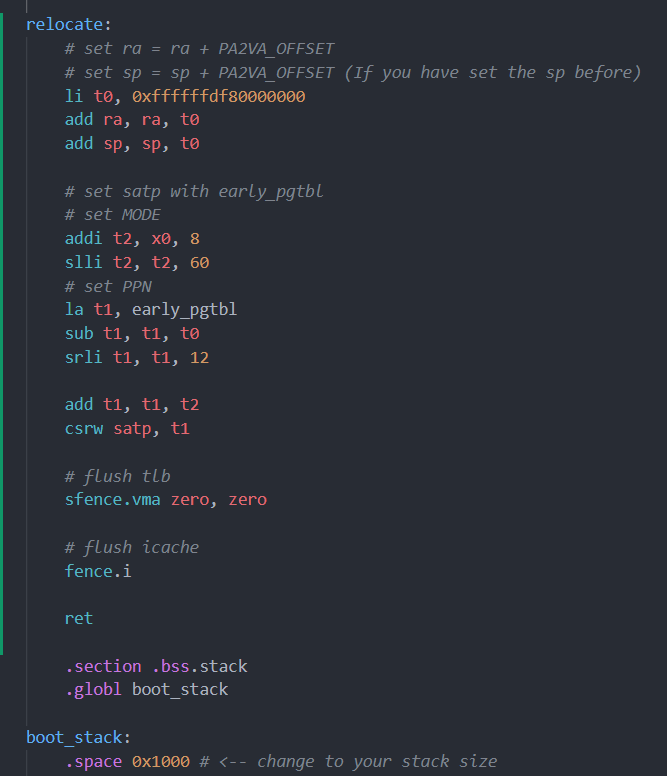 relocate:
# set ra = ra + PA2VA_OFFSET
# set sp = sp + PA2VA_OFFSET (If you have set the sp before)
li t0, 0xffffffdf80000000
add ra, ra, t0
add sp, sp, t0
# set satp with early_pgtbl
# set MODE
addi t2, x0, 8
slli t2, t2, 60
# set PPN
la t1, early_pgtbl
sub t1, t1, t0
srli t1, t1, 12
add t1, t1, t2
csrw satp, t1
# flush tlb
sfence.vma zero, zero
# flush icache
fence.i
ret
.section .bss.stack
.globl boot_stack
boot_stack:
.space 0x1000 # <-- change to your stack size